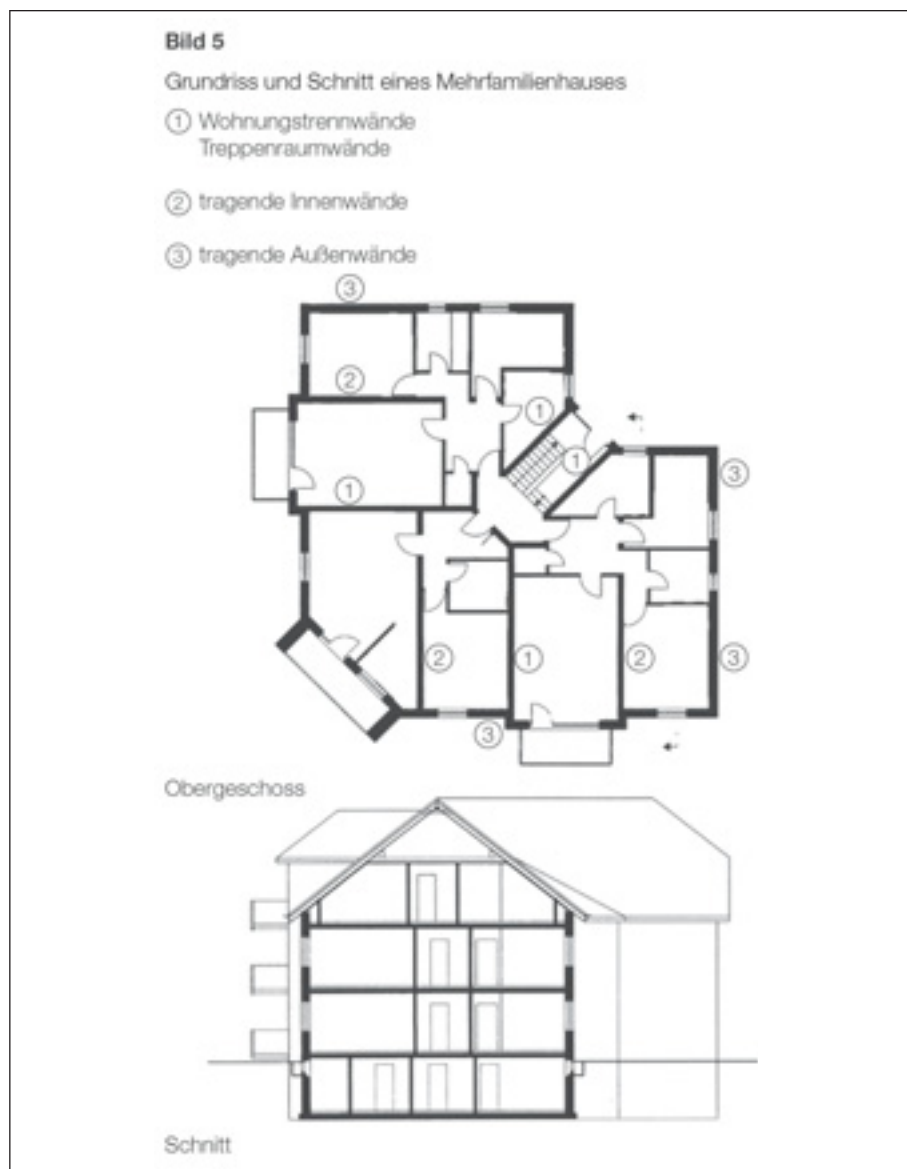 Bild 5
Grundriss und Schnitt eines Mehrfamilienhauses
① Wohnungstrennwände
Treppenraumwände
② tragende Innenwände
③ tragende Außenwände
③
②
①
①
③
①
②
①
②
③
③
Obergeschoss
Schnitt